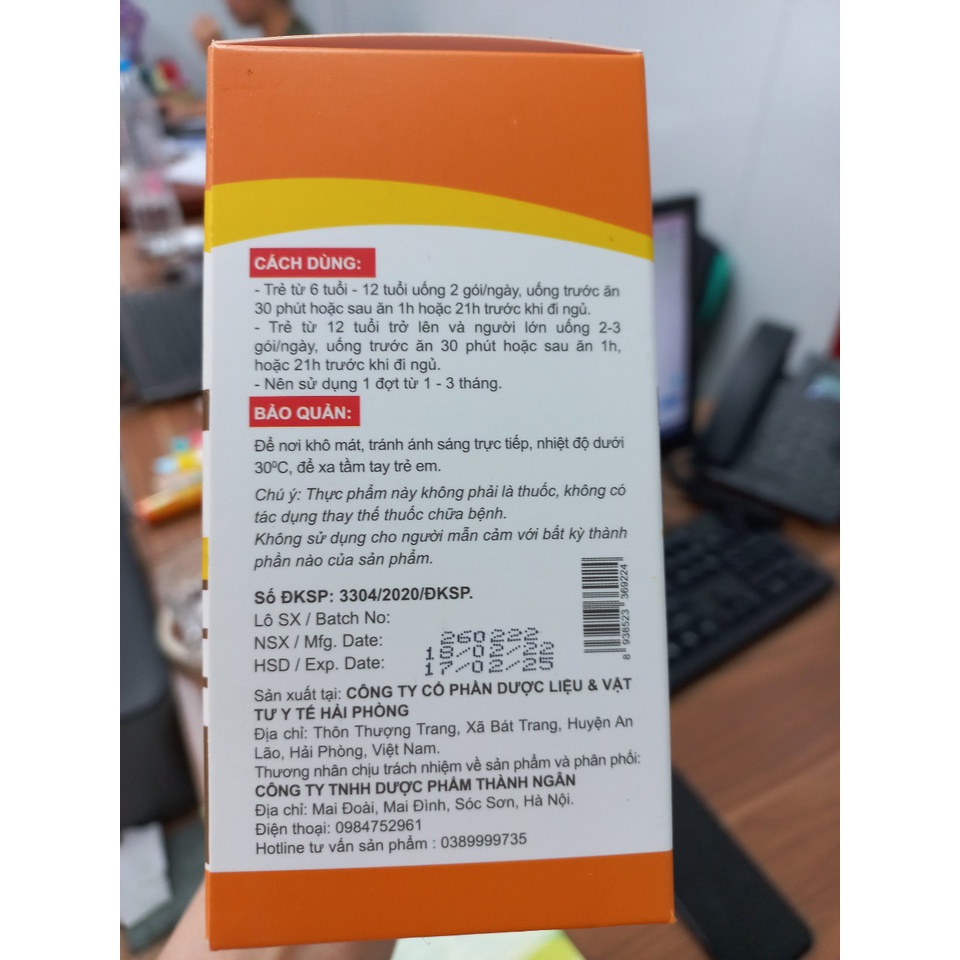 CÁCH DÙNG:
- Trẻ từ 6 tuổi - 12 tuổi uống 2 gói/ngày, uống trước ăn
30 phút hoặc sau ăn 1h hoặc 21h trước khi đi ngủ.
- Trẻ từ 12 tuổi trở lên và người lớn uống 2-3
gói/ngày, uống trước ăn 30 phút hoặc sau ăn 1h,
hoặc 21h trước khi đi ngủ.
- Nên sử dụng 1 đợt từ 1 - 3 tháng.
BẢO QUẢN:
Để nơi khô mát, tránh ánh sáng trực tiếp, nhiệt độ dưới
30⁰C, để xa tầm tay trẻ em.
Chú ý: Thực phẩm này không phải là thuốc, không có
tác dụng thay thế thuốc chữa bệnh.
Không sử dụng cho người mẫn cảm với bất kỳ thành
phần nào của sản phẩm.
Số ĐKSP: 3304/2020/ĐKSP.
Lô SX / Batch No:
NSX / Mfg. Date: 260222
HSD / Exp. Date: 18/02/22
17/02/25
8 938523 369224
Sản xuất tại: CÔNG TY CỔ PHẦN DƯỢC LIỆU & VẬT
TƯ Y TẾ HẢI PHÒNG
Địa chỉ: Thôn Thượng Trang, Xã Bát Trang, Huyện An
Lão, Hải Phòng, Việt Nam.
Thương nhân chịu trách nhiệm về sản phẩm và phân phối:
CÔNG TY TNHH DƯỢC PHẨM THÀNH NGÂN
Địa chỉ: Mai Đoài, Mai Đình, Sóc Sơn, Hà Nội.
Điện thoại: 0984752961
Hotline tư vấn sản phẩm : 0389999735